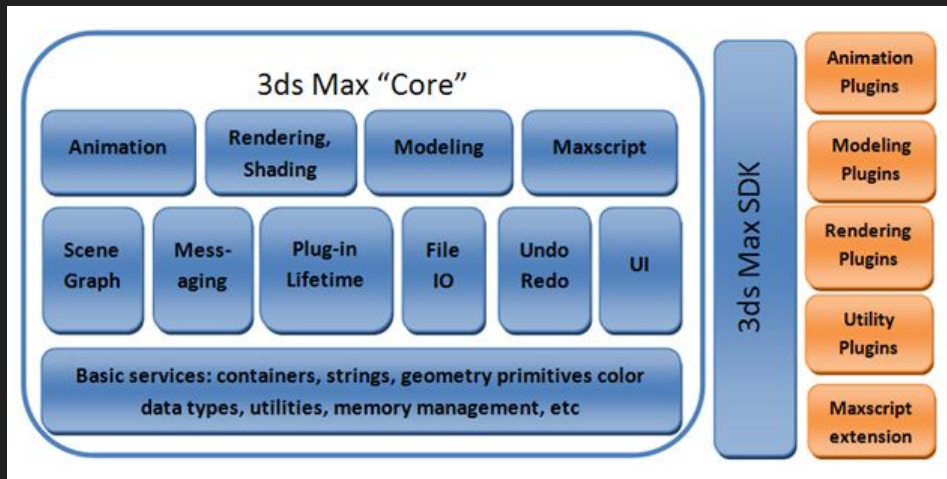 3ds Max “Core”
Animation
Rendering,
Shading
Modeling
Maxscript
Scene
Graph
Mess-
aging
Plug-in
Lifetime
File
IO
Undo
Redo
UI
Basic services: containers, strings, geometry primitives color
data types, utilities, memory management, etc
3ds Max SDK
Animation
Plugins
Modeling
Plugins
Rendering
Plugins
Utility
Plugins
Maxscript
extension